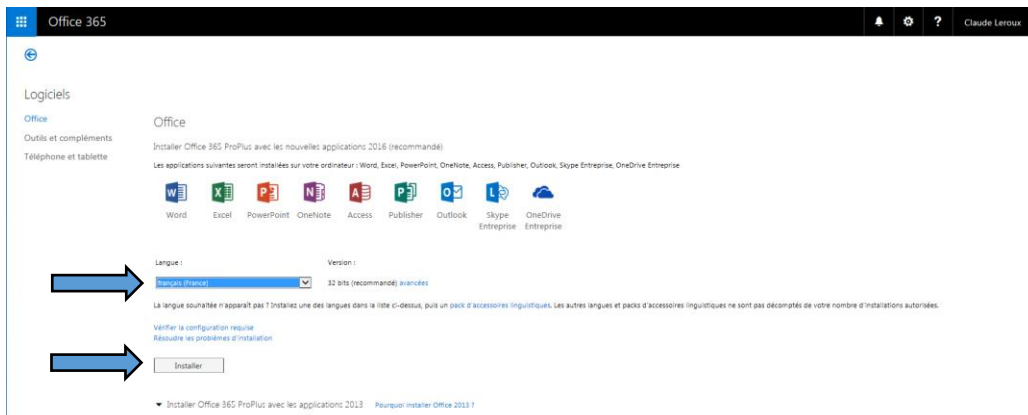 Office 365
? Claude Leroux
Logiciels
Office
Outils et compléments
Téléphone et tablette
Office
Installer Office 365 ProPlus avec les nouvelles applications 2016 (recommandé)
Les applications suivantes seront installées sur votre ordinateur : Word, Excel, PowerPoint, OneNote, Access, Publisher, Outlook, Skype Entreprise, OneDrive Entreprise
Word Excel PowerPoint OneNote Access Publisher Outlook Skype Entreprise OneDrive Entreprise
Langue : Version :
français (France) 32 bits (recommandé) avancées
La langue souhaitée n'apparaît pas ? Installez une des langues dans la liste ci-dessus, puis un pack d'accessoires linguistiques. Les autres langues et packs d'accessoires linguistiques ne sont pas décomptés de votre nombre d'installations autorisées.
Vérifier la configuration requise
Résoudre les problèmes d'installation
Installer
Installer Office 365 ProPlus avec les applications 2013 Pourquoi installer Office 2013 ?